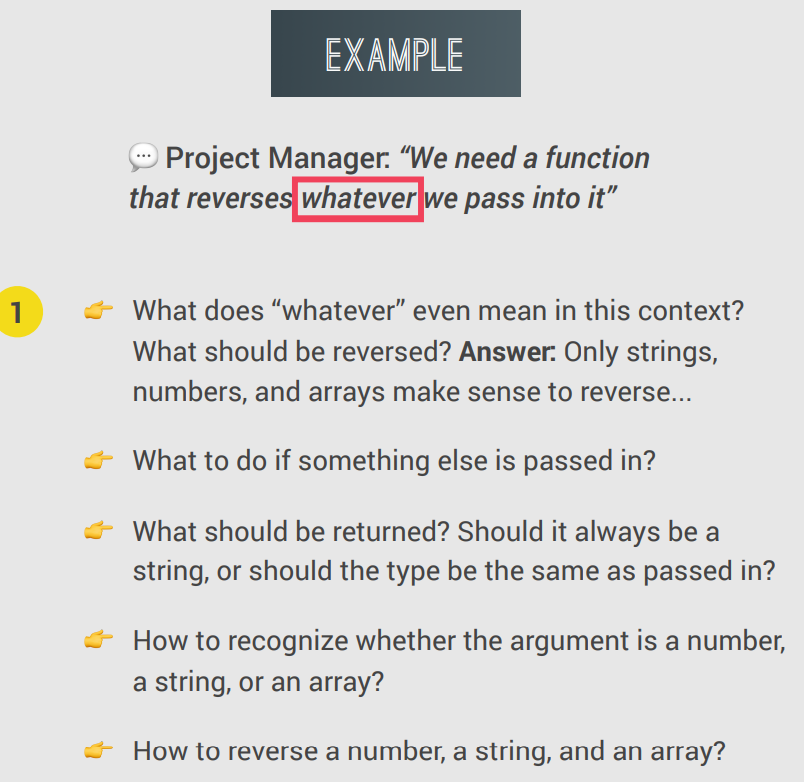 EXAMPLE
💬 Project Manager: “We need a function
that reverses whatever we pass into it”
1
👉 What does “whatever” even mean in this context?
What should be reversed? Answer: Only strings,
numbers, and arrays make sense to reverse...
👉 What to do if something else is passed in?
👉 What should be returned? Should it always be a
string, or should the type be the same as passed in?
👉 How to recognize whether the argument is a number,
a string, or an array?
👉 How to reverse a number, a string, and an array?